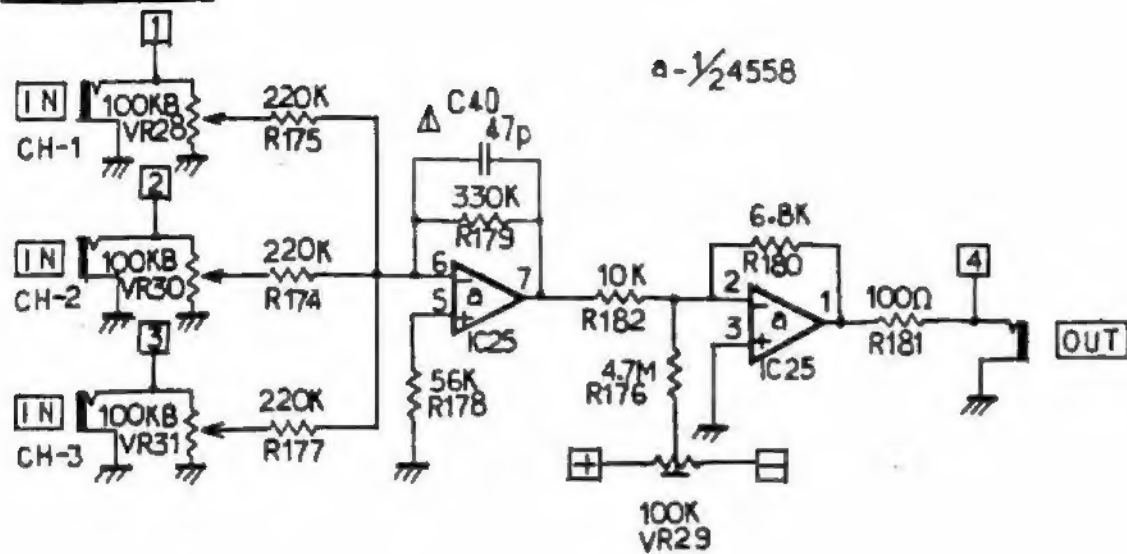 1
a-1/2 4558
IN
CH-1
100KB
VR28
220K
R175
C40
47p
330K
R179
2
IN
CH-2
100KB
VR30
220K
R174
6
5
7
a
IC25
10K
R182
6.8K
R180
2
3
1
a
IC25
100Ω
R181
4
OUT
3
IN
CH-3
100KB
VR31
220K
R177
56K
R178
4.7M
R176
100K
VR29